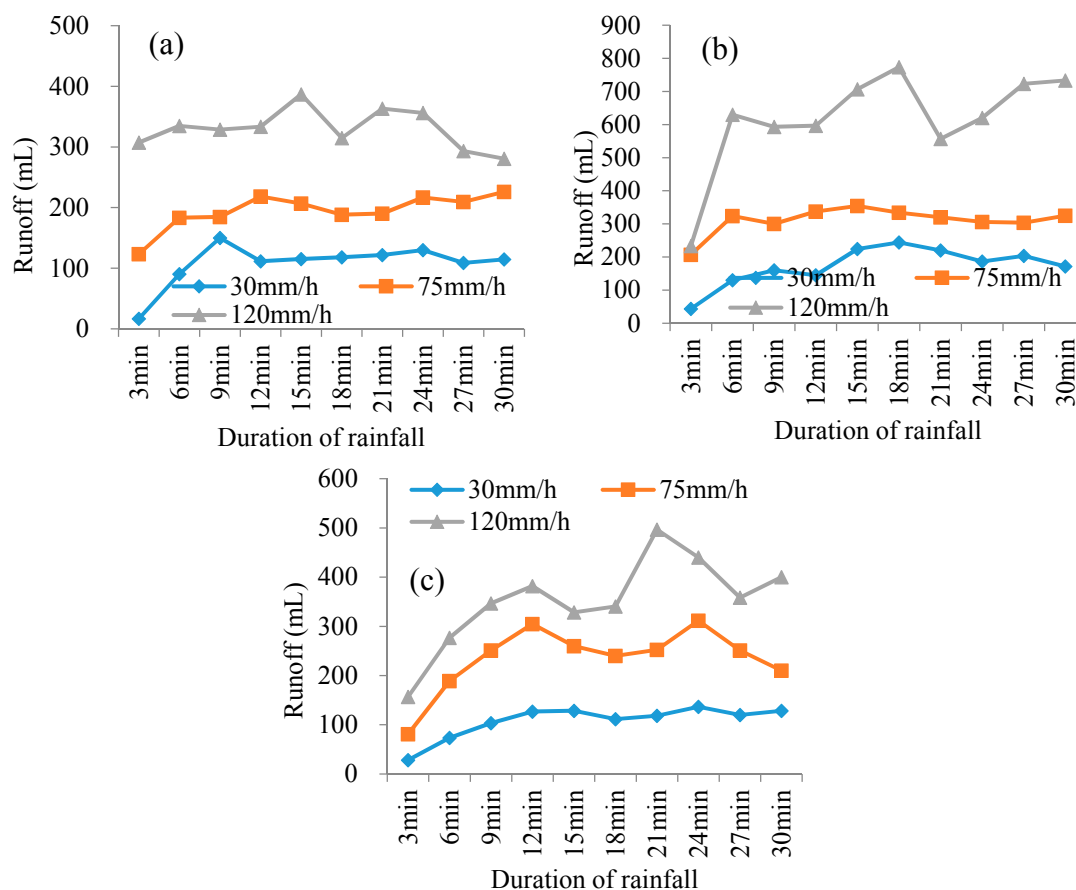 (a)
Runoff (mL)
500
400
300
200
100
0
30mm/h 75mm/h
120mm/h
3min 6min 9min 12min 15min 18min 21min 24min 27min 30min
Duration of rainfall
(b)
Runoff (mL)
900
800
700
600
500
400
300
200
100
0
30mm/h 75mm/h
120mm/h
3min 6min 9min 12min 15min 18min 21min 24min 27min 30min
Duration of rainfall
30mm/h 75mm/h
120mm/h
(c)
Runoff (mL)
600
500
400
300
200
100
0
3min 6min 9min 12min 15min 18min 21min 24min 27min 30min
Duration of rainfall